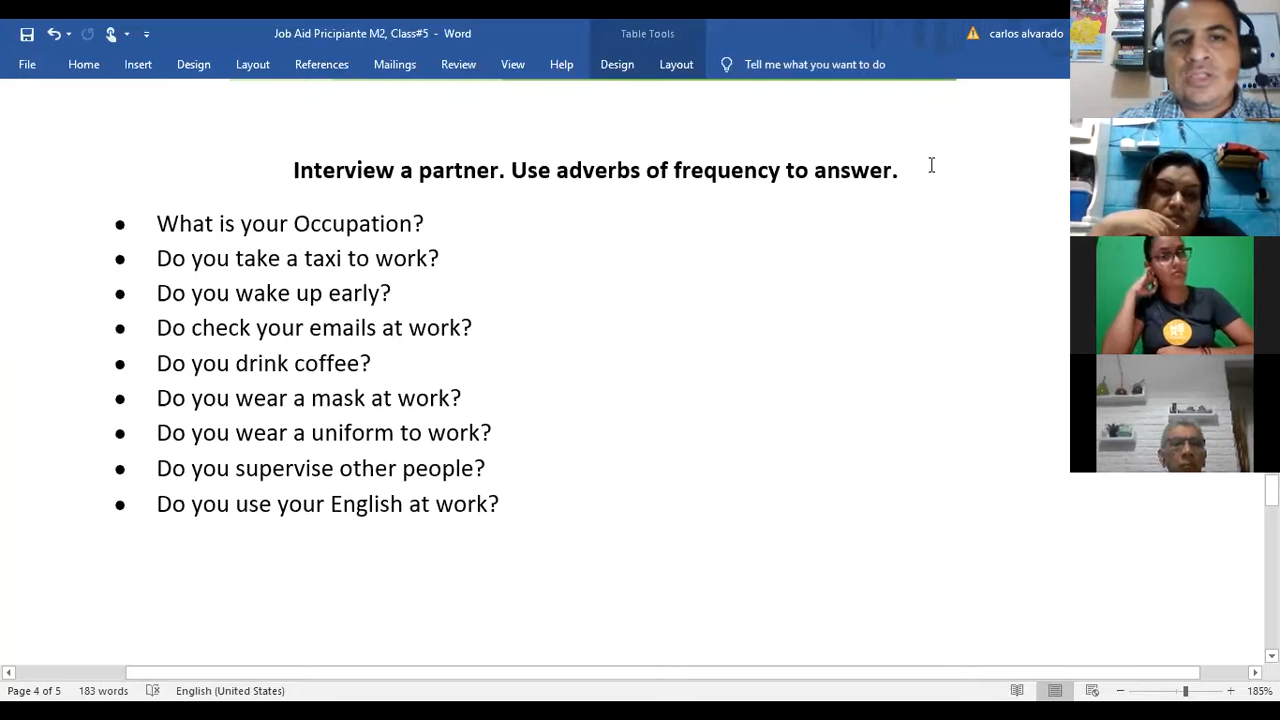 Job Aid Pricipiante M2, Class#5 - Word
Table Tools
carlos alvarado
File Home Insert Design Layout References Mailings Review View Help Design Layout Tell me what you want to do
Interview a partner. Use adverbs of frequency to answer.
● What is your Occupation?
● Do you take a taxi to work?
● Do you wake up early?
● Do check your emails at work?
● Do you drink coffee?
● Do you wear a mask at work?
● Do you wear a uniform to work?
● Do you supervise other people?
● Do you use your English at work?
Page 4 of 5 183 words English (United States) 185%